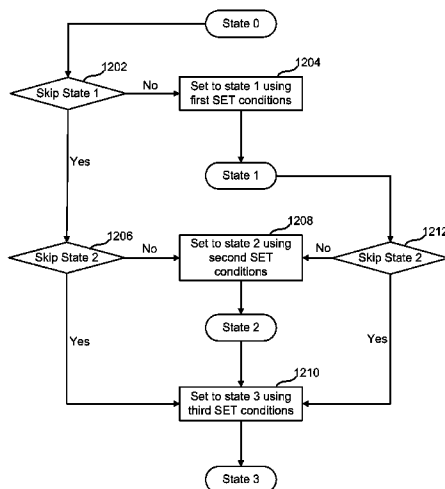 State 0
1202
Skip State 1
No
1204
Set to state 1 using
first SET conditions
Yes
State 1
1206
Skip State 2
No
1208
Set to state 2 using
second SET
conditions
No
1212
Skip State 2
State 2
Yes
Yes
1210
Set to state 3 using
third SET conditions
State 3